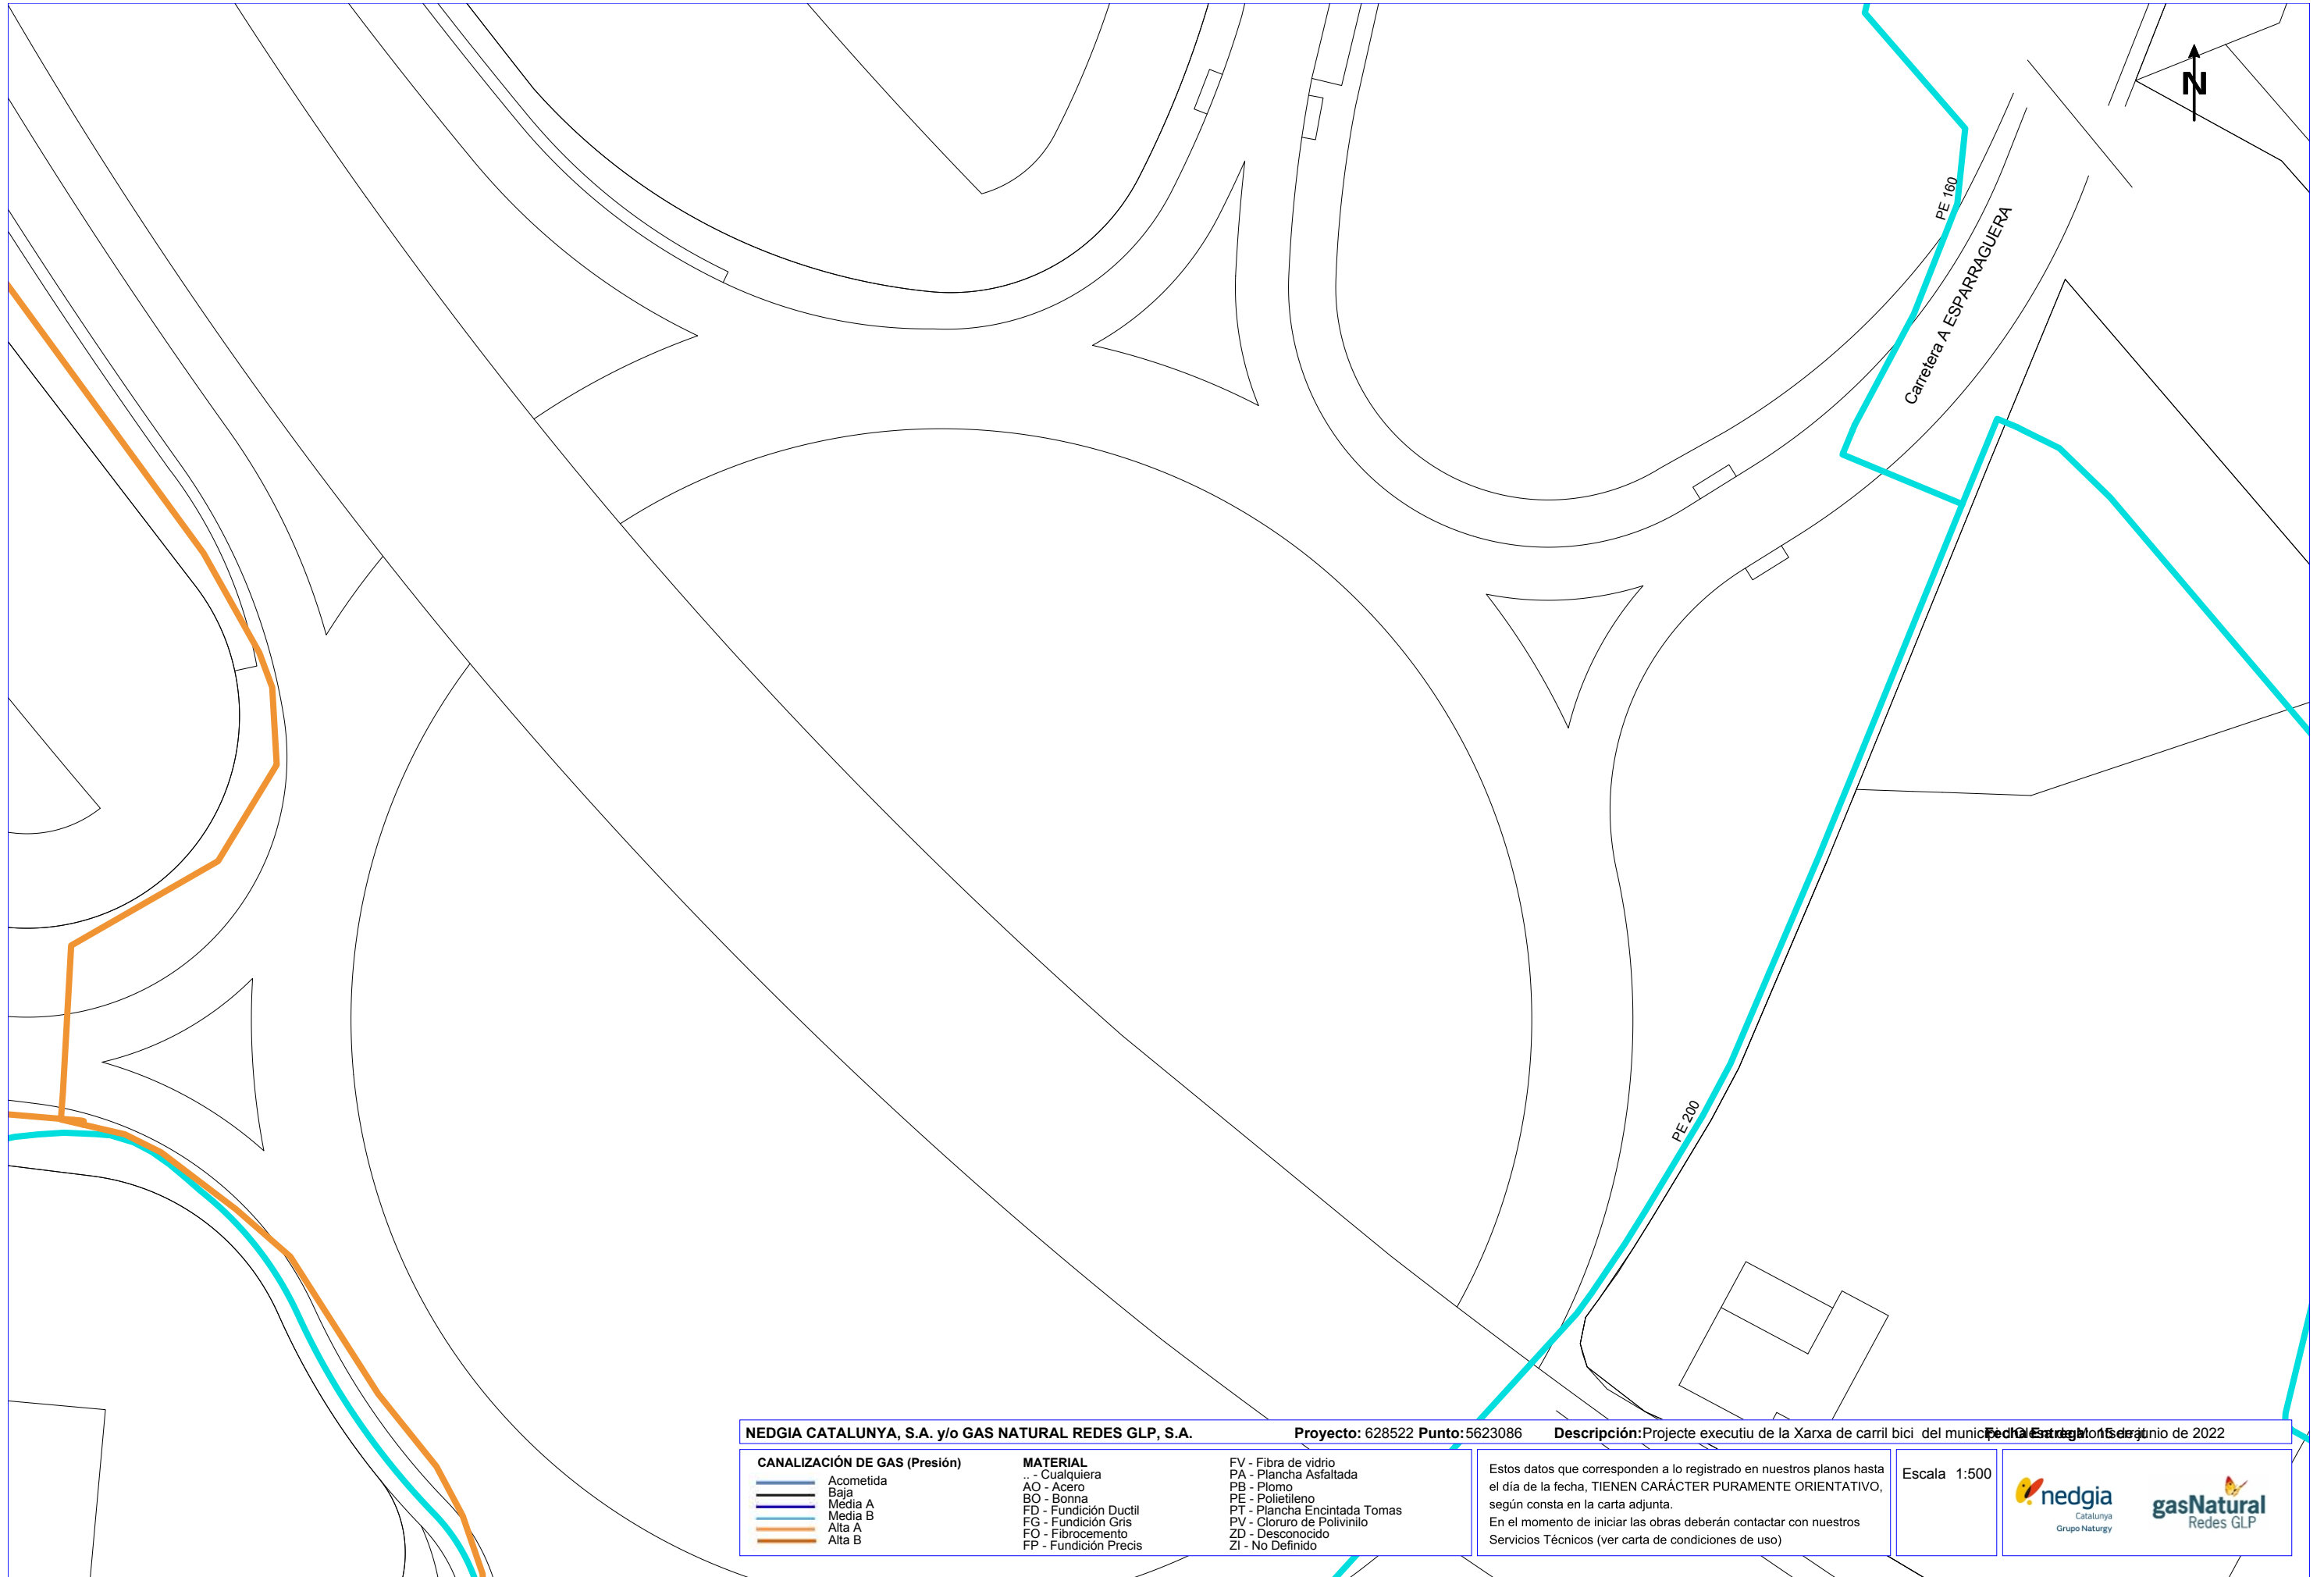 N
PE 160
Carretera A ESPARRAGUERA
PE 200
NEDGIA CATALUNYA, S.A. y/o GAS NATURAL REDES GLP, S.A. Proyecto: 628522 Punto: 5623086 Descripción: Projecte executiu de la Xarxa de carril bici del municipi d'Olesa de Montserrat Fecha Entrega: 15 de junio de 2022
CANALIZACIÓN DE GAS (Presión)
Acometida
Baja
Media A
Media B
Alta A
Alta B
MATERIAL
.. - Cualquiera
AO - Acero
BO - Bonna
FD - Fundición Ductil
FG - Fundición Gris
FO - Fibrocemento
FP - Fundición Precis
FV - Fibra de vidrio
PA - Plancha Asfaltada
PB - Plomo
PE - Polietileno
PT - Plancha Encintada Tomas
PV - Cloruro de Polivinilo
ZD - Desconocido
ZI - No Definido
Estos datos que corresponden a lo registrado en nuestros planos hasta
el día de la fecha, TIENEN CARÁCTER PURAMENTE ORIENTATIVO,
según consta en la carta adjunta.
En el momento de iniciar las obras deberán contactar con nuestros
Servicios Técnicos (ver carta de condiciones de uso)
Escala 1:500
nedgia
Catalunya
Grupo Naturgy
gasNatural
Redes GLP